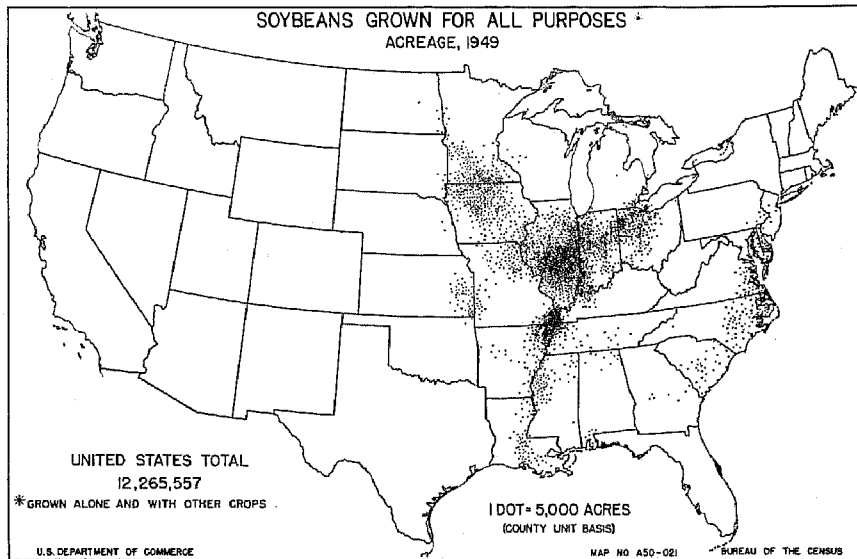 SOYBEANS GROWN FOR ALL PURPOSES *
ACREAGE, 1949
UNITED STATES TOTAL
12,265,557
*GROWN ALONE AND WITH OTHER CROPS
1 DOT = 5,000 ACRES
(COUNTY UNIT BASIS)
U.S. DEPARTMENT OF COMMERCE
MAP NO A50-021
BUREAU OF THE CENSUS